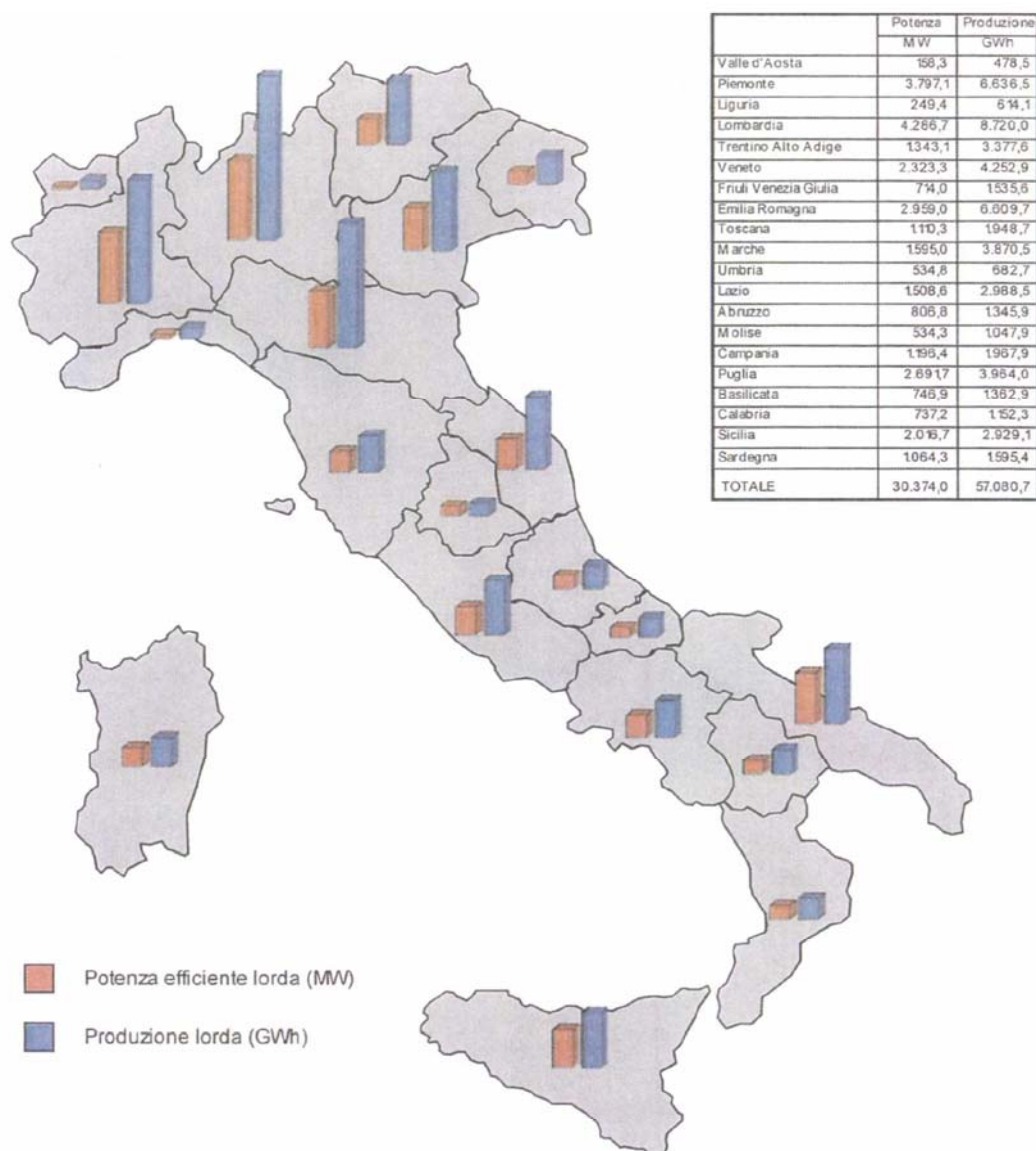 Potenza Produzione
MW GWh
Valle d'Aosta 158,3 478,5
Piemonte 3.797,1 6.636,5
Liguria 249,4 614,1
Lombardia 4.286,7 8.720,0
Trentino Alto Adige 1.343,1 3.377,6
Veneto 2.323,3 4.252,9
Friuli Venezia Giulia 714,0 1.535,6
Emilia Romagna 2.959,0 6.609,7
Toscana 1.110,3 1.948,7
Marche 1.595,0 3.870,5
Umbria 534,8 682,7
Lazio 1.508,6 2.988,5
Abruzzo 806,8 1.345,9
Molise 534,3 1.047,9
Campania 1.196,4 1.967,9
Puglia 2.691,7 3.964,0
Basilicata 746,9 1.362,9
Calabria 737,2 1.152,3
Sicilia 2.016,7 2.929,1
Sardegna 1.064,3 1.595,4
TOTALE 30.374,0 57.080,7
Potenza efficiente lorda (MW)
Produzione lorda (GWh)